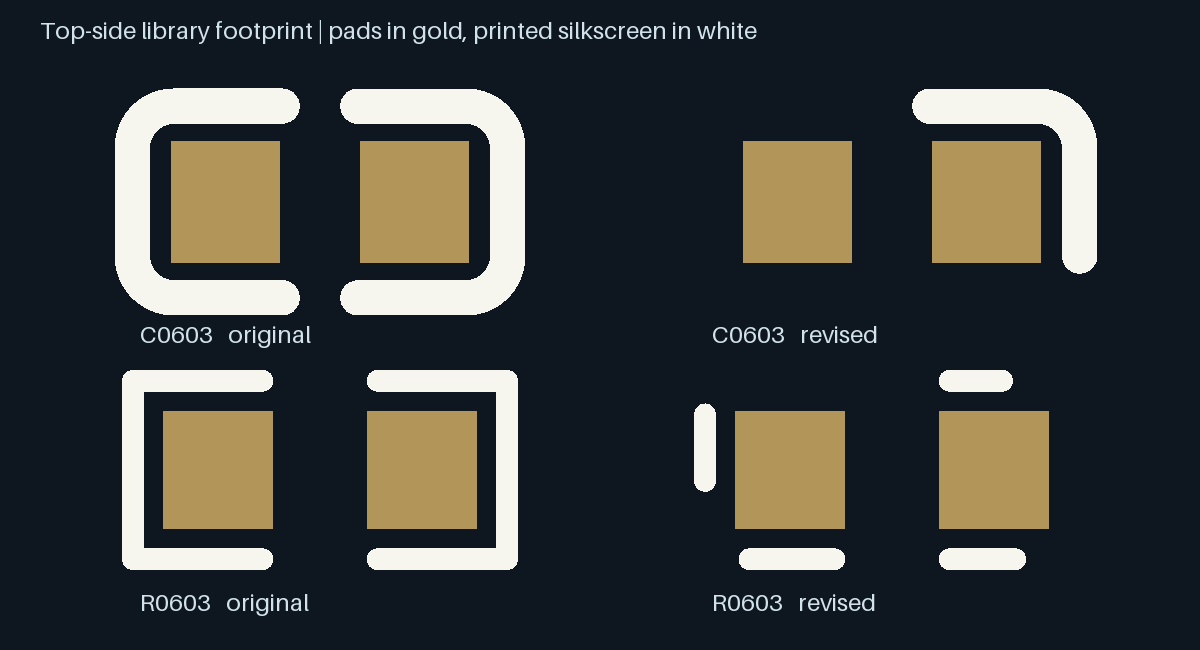 Top-side library footprint | pads in gold, printed silkscreen in white
C0603 original
C0603 revised
R0603 original
R0603 revised